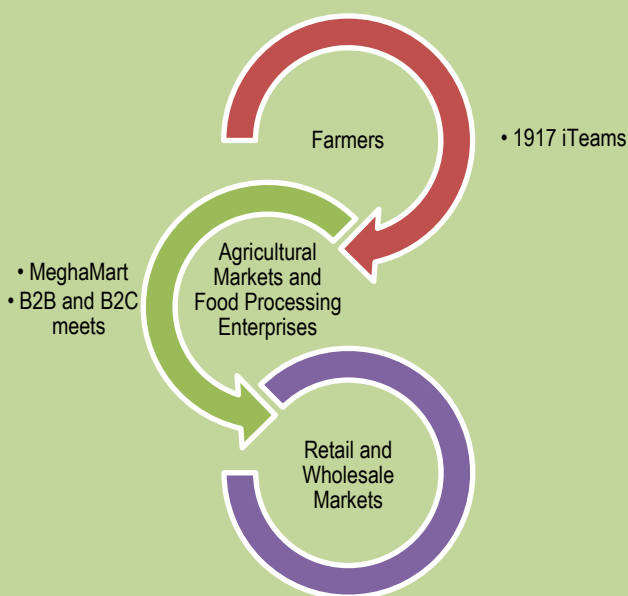 Farmers
• 1917 iTeams
Agricultural
Markets and
Food Processing
Enterprises
• MeghaMart
• B2B and B2C
meets
Retail and
Wholesale
Markets